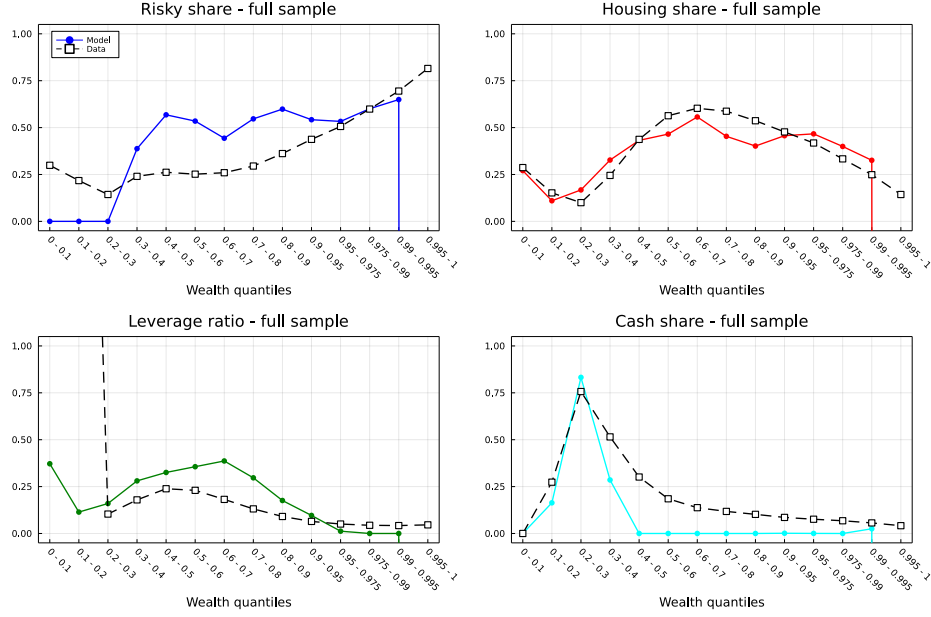 Risky share - full sample
1.00
0.75
0.50
0.25
0.00
Model
Data
0 - 0.1
0.1 - 0.2
0.2 - 0.3
0.3 - 0.4
0.4 - 0.5
0.5 - 0.6
0.6 - 0.7
0.7 - 0.8
0.8 - 0.9
0.9 - 0.95
0.95 - 0.975
0.975 - 0.99
0.99 - 0.995
0.995 - 1
Wealth quantiles
Housing share - full sample
1.00
0.75
0.50
0.25
0.00
0 - 0.1
0.1 - 0.2
0.2 - 0.3
0.3 - 0.4
0.4 - 0.5
0.5 - 0.6
0.6 - 0.7
0.7 - 0.8
0.8 - 0.9
0.9 - 0.95
0.95 - 0.975
0.975 - 0.99
0.99 - 0.995
0.995 - 1
Wealth quantiles
Leverage ratio - full sample
1.00
0.75
0.50
0.25
0.00
0 - 0.1
0.1 - 0.2
0.2 - 0.3
0.3 - 0.4
0.4 - 0.5
0.5 - 0.6
0.6 - 0.7
0.7 - 0.8
0.8 - 0.9
0.9 - 0.95
0.95 - 0.975
0.975 - 0.99
0.99 - 0.995
0.995 - 1
Wealth quantiles
Cash share - full sample
1.00
0.75
0.50
0.25
0.00
0 - 0.1
0.1 - 0.2
0.2 - 0.3
0.3 - 0.4
0.4 - 0.5
0.5 - 0.6
0.6 - 0.7
0.7 - 0.8
0.8 - 0.9
0.9 - 0.95
0.95 - 0.975
0.975 - 0.99
0.99 - 0.995
0.995 - 1
Wealth quantiles